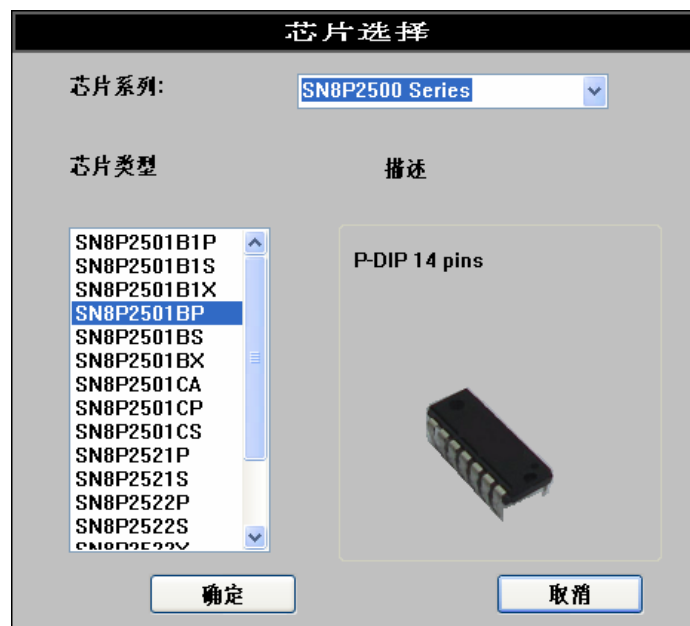 芯片选择
芯片系列:
SN8P2500 Series
芯片类型
描述
SN8P2501B1P
SN8P2501B1S
SN8P2501B1X
SN8P2501BP
SN8P2501BS
SN8P2501BX
SN8P2501CA
SN8P2501CP
SN8P2501CS
SN8P2521P
SN8P2521S
SN8P2522P
SN8P2522S
SN8P2522X
P-DIP 14 pins
确定
取消